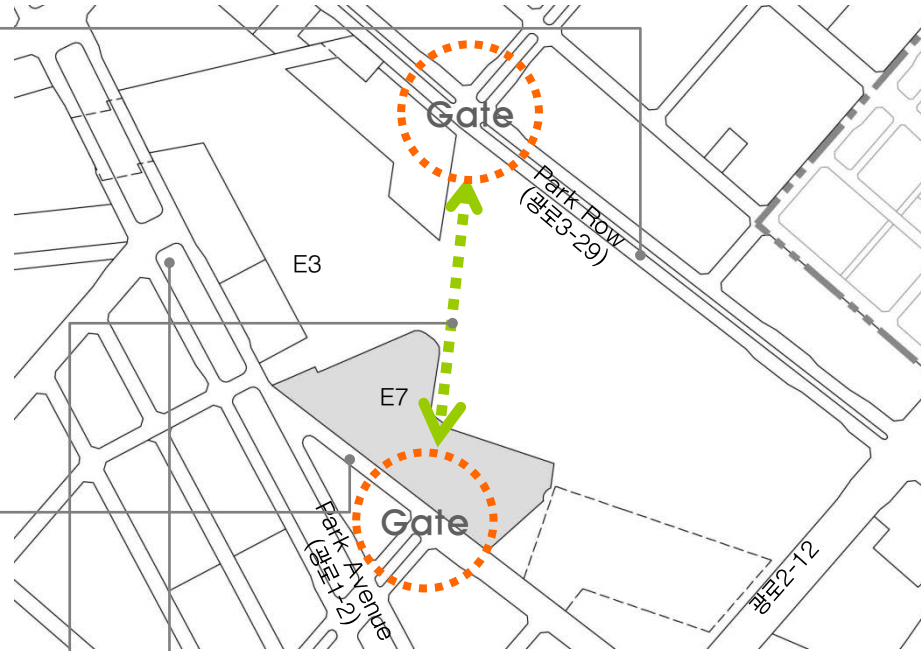 Gate
Park Row
(광로3-29)
E3
E7
Gate
Park Avenue
(광로1-2)
광로2-12